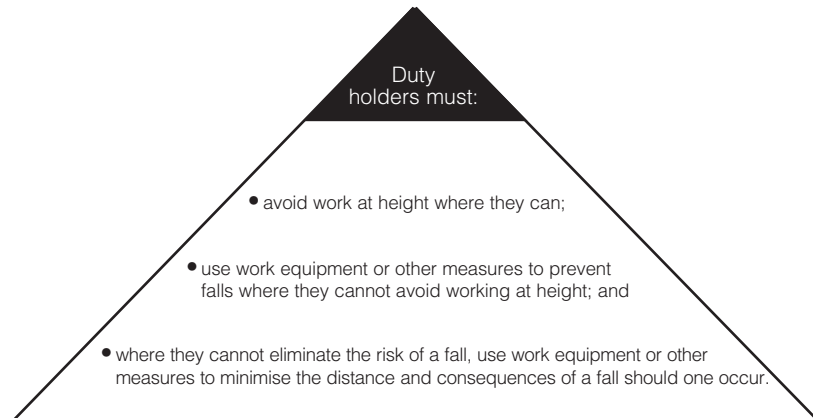 Duty
holders must:
• avoid work at height where they can;
• use work equipment or other measures to prevent
falls where they cannot avoid working at height; and
• where they cannot eliminate the risk of a fall, use work equipment or other
measures to minimise the distance and consequences of a fall should one occur.